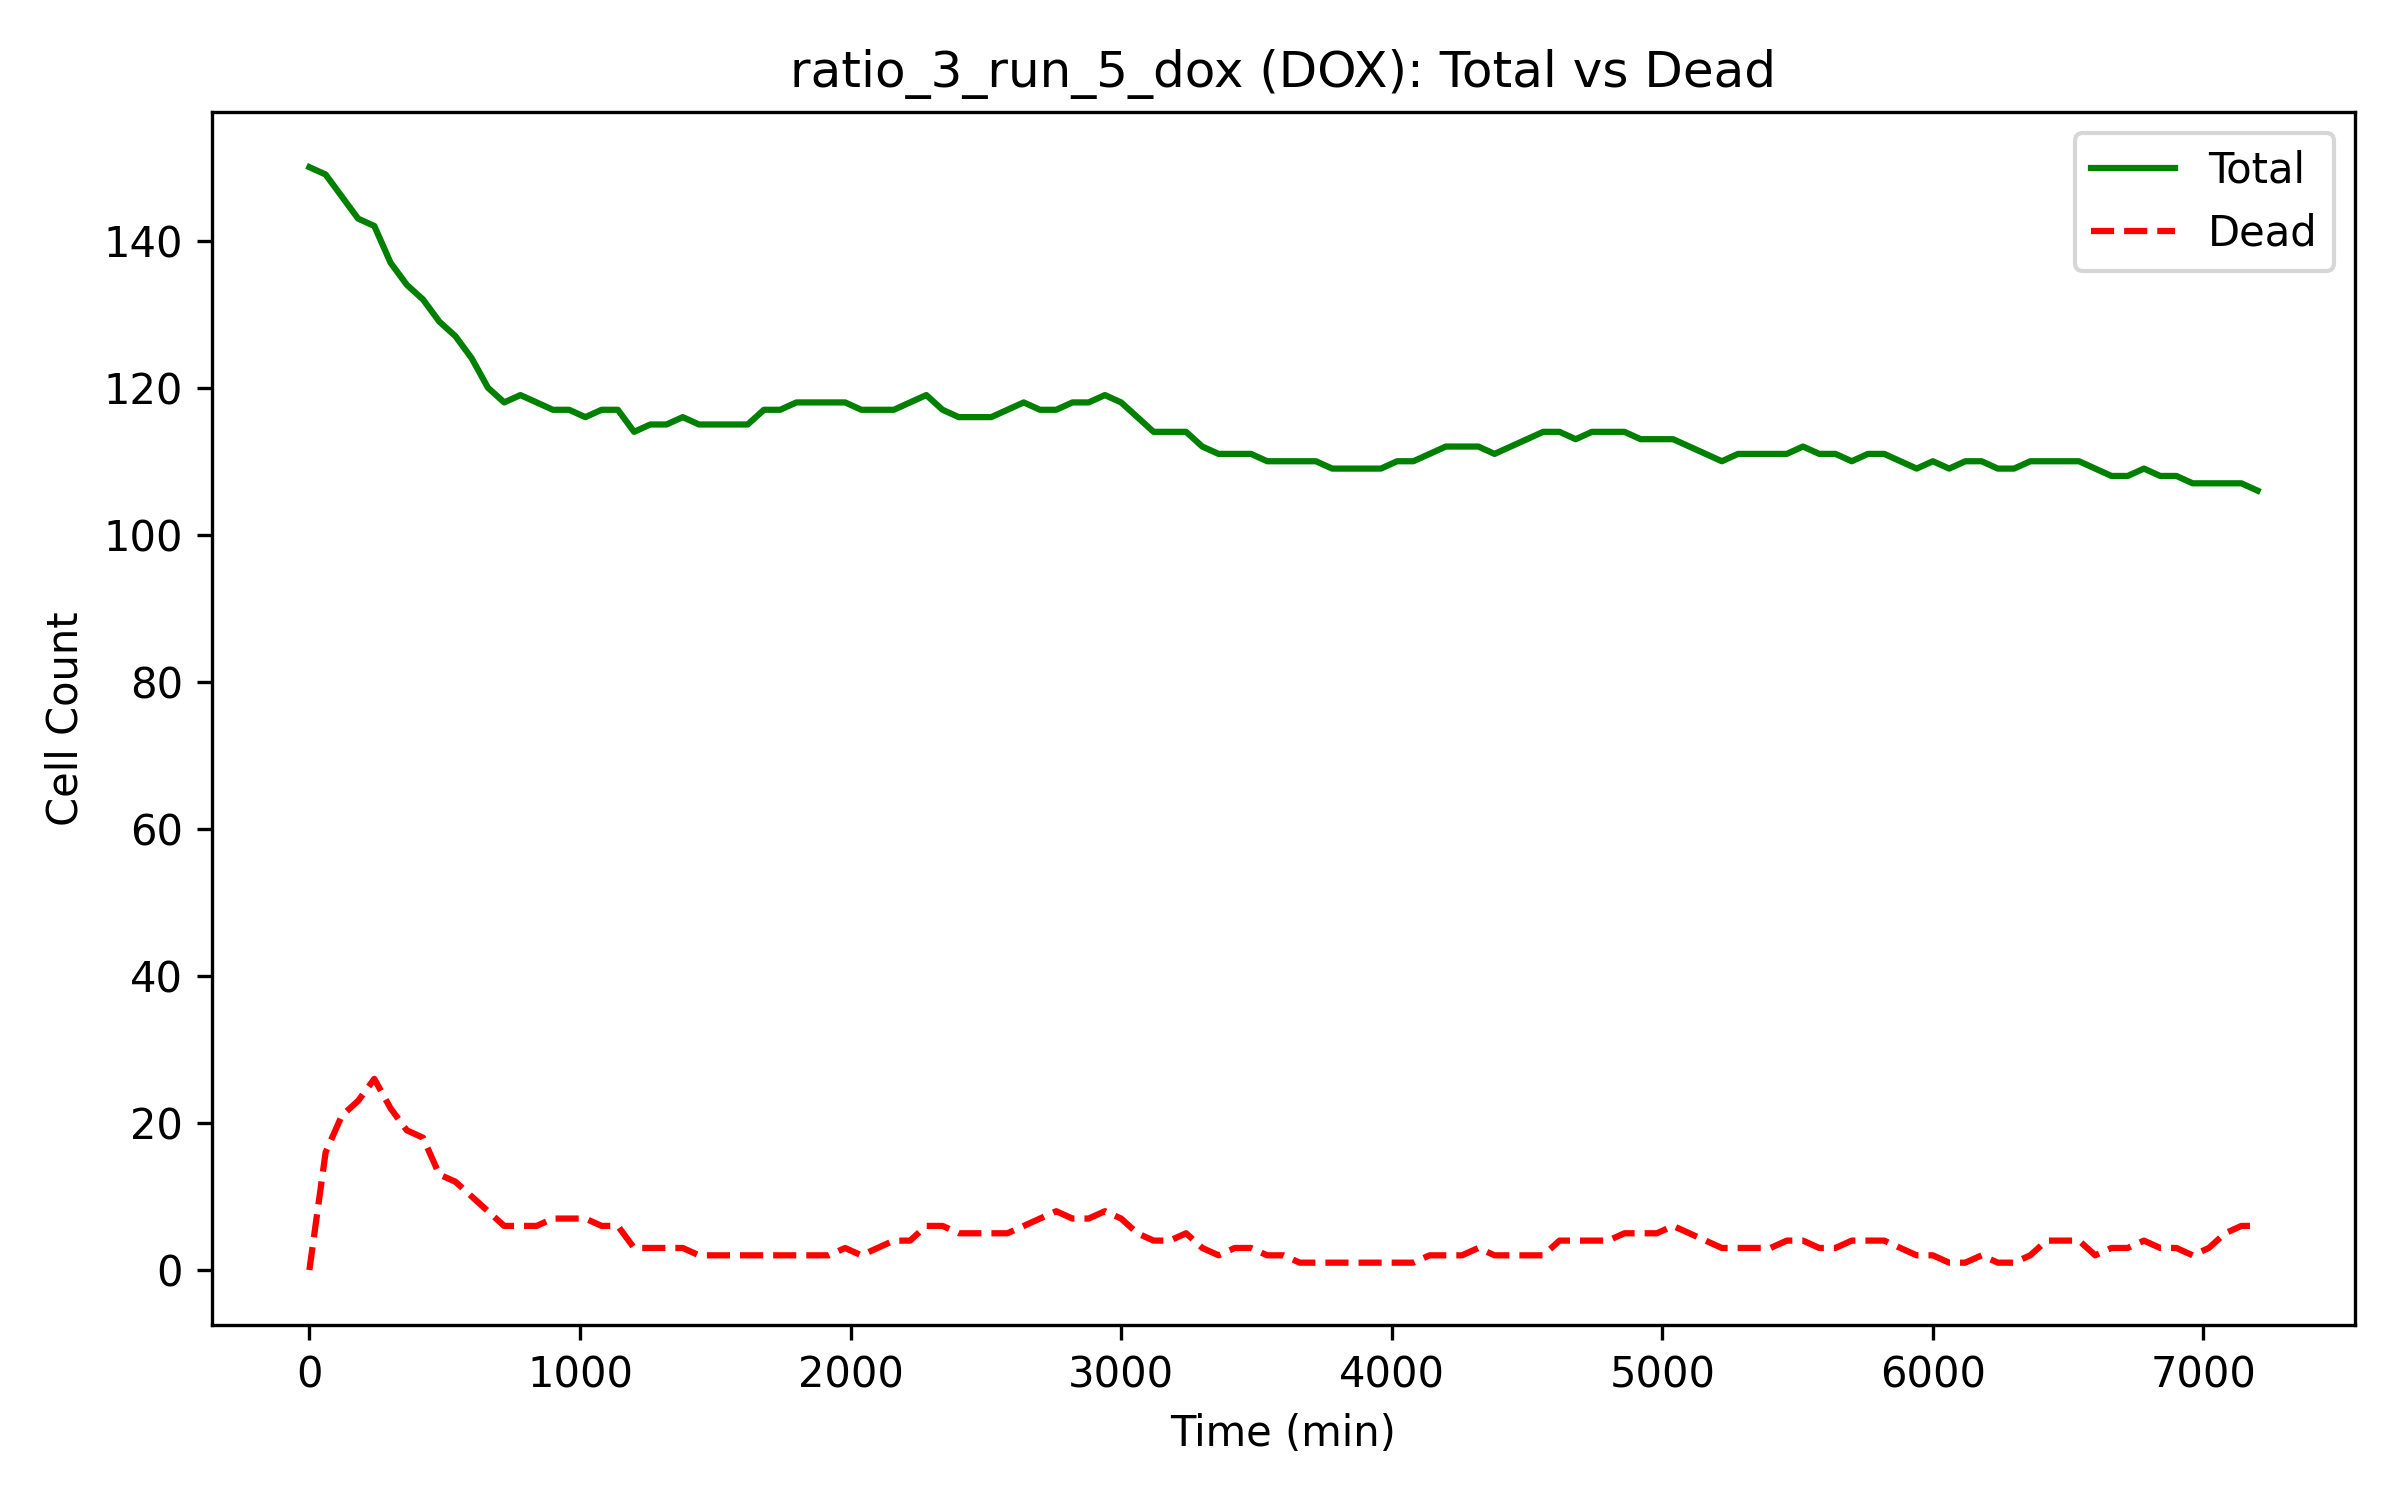 ratio_3_run_5_dox (DOX): Total vs Dead
Total
Dead
140
120
100
80
60
40
20
0
Cell Count
0 1000 2000 3000 4000 5000 6000 7000
Time (min)